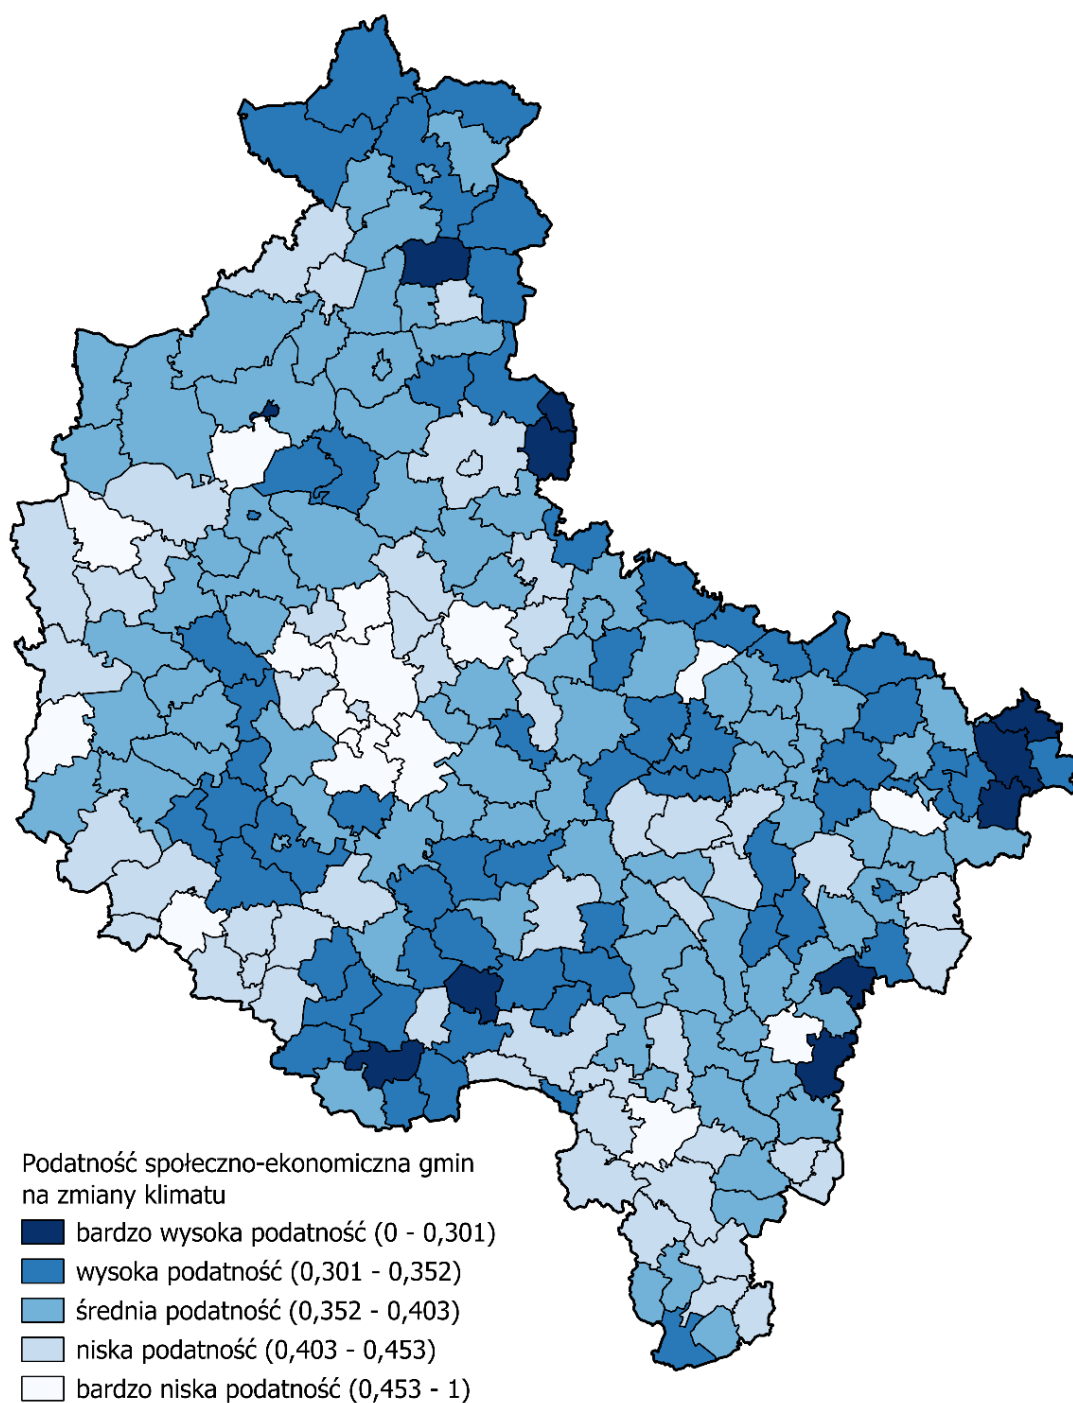 Podatność społeczno-ekonomiczna gmin
na zmiany klimatu
bardzo wysoka podatność (0 - 0,301)
wysoka podatność (0,301 - 0,352)
średnia podatność (0,352 - 0,403)
niska podatność (0,403 - 0,453)
bardzo niska podatność (0,453 - 1)